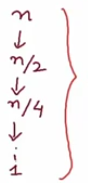 n
↓
n/2
↓
n/4
↓
⋮
1